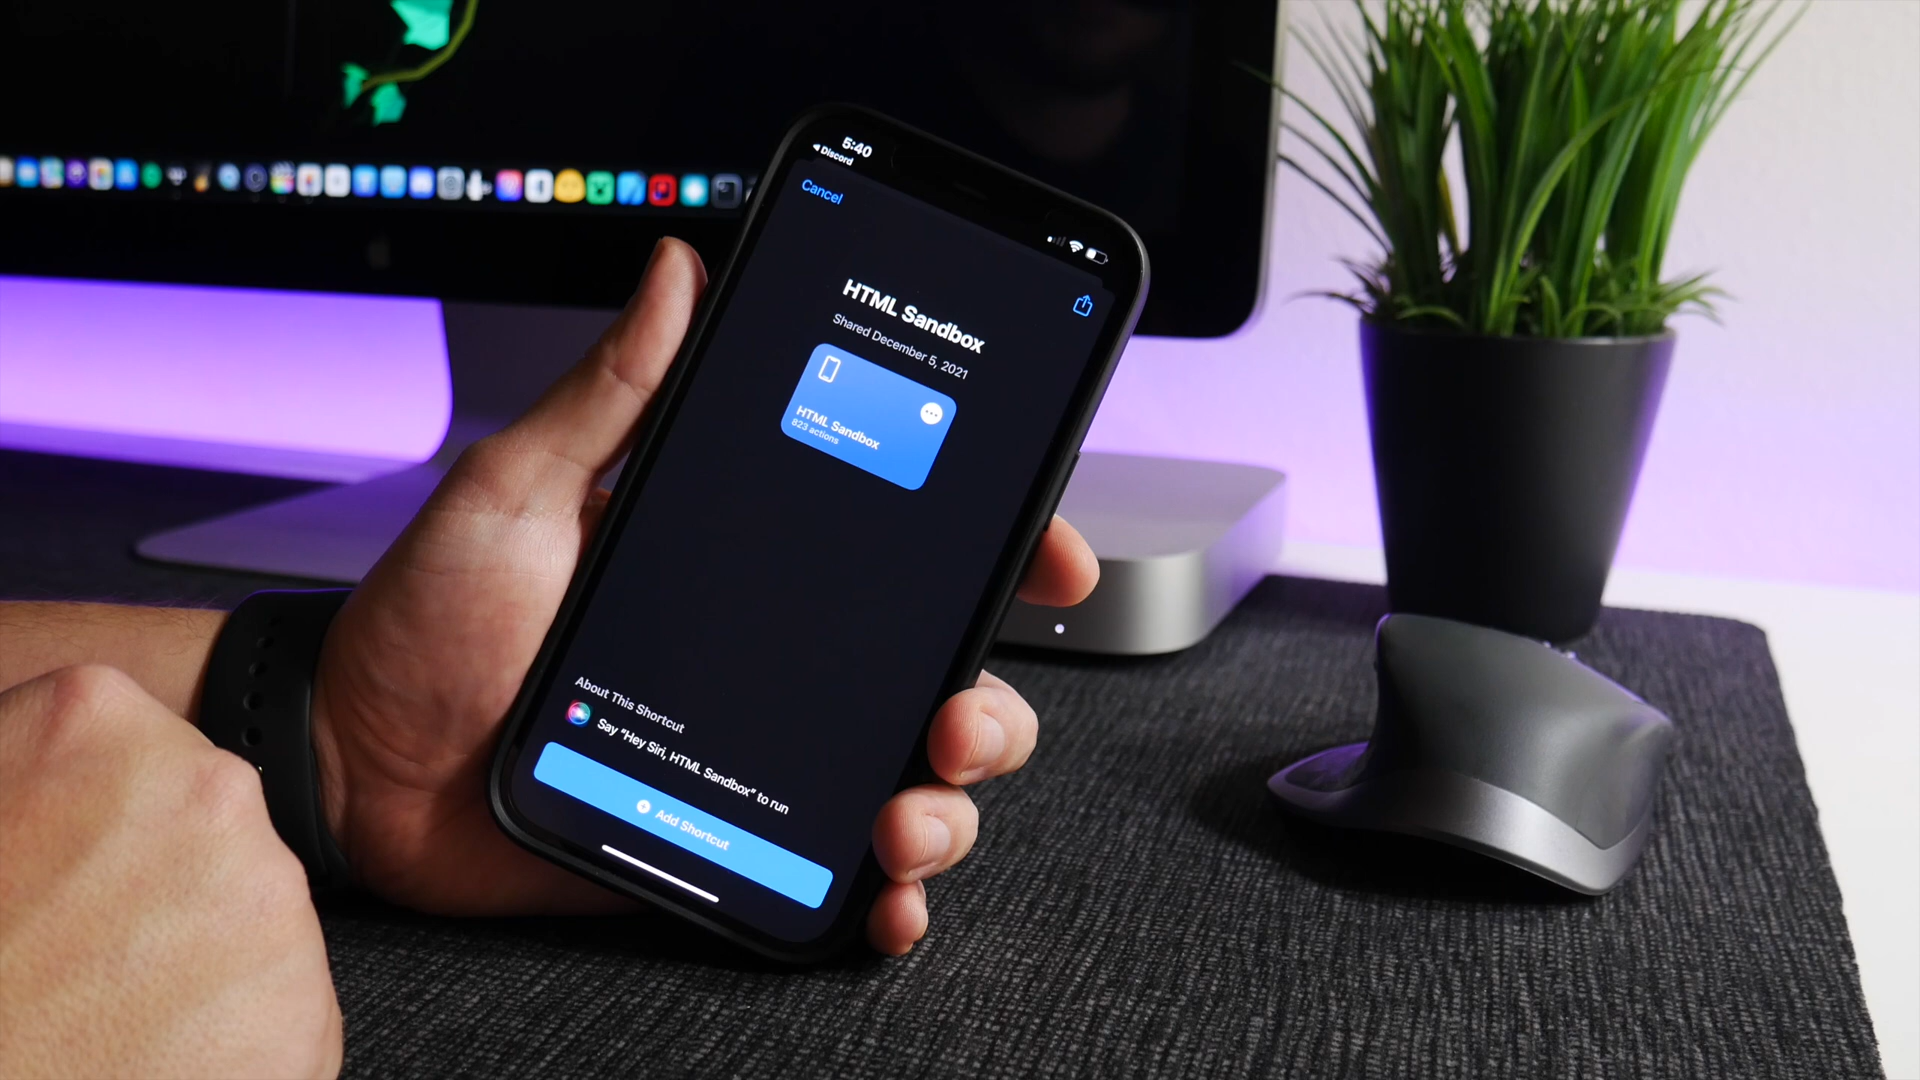 5:40
◀ Discord
Cancel
HTML Sandbox
Shared December 5, 2021
HTML Sandbox
823 actions
About This Shortcut
Say "Hey Siri, HTML Sandbox" to run
Add Shortcut